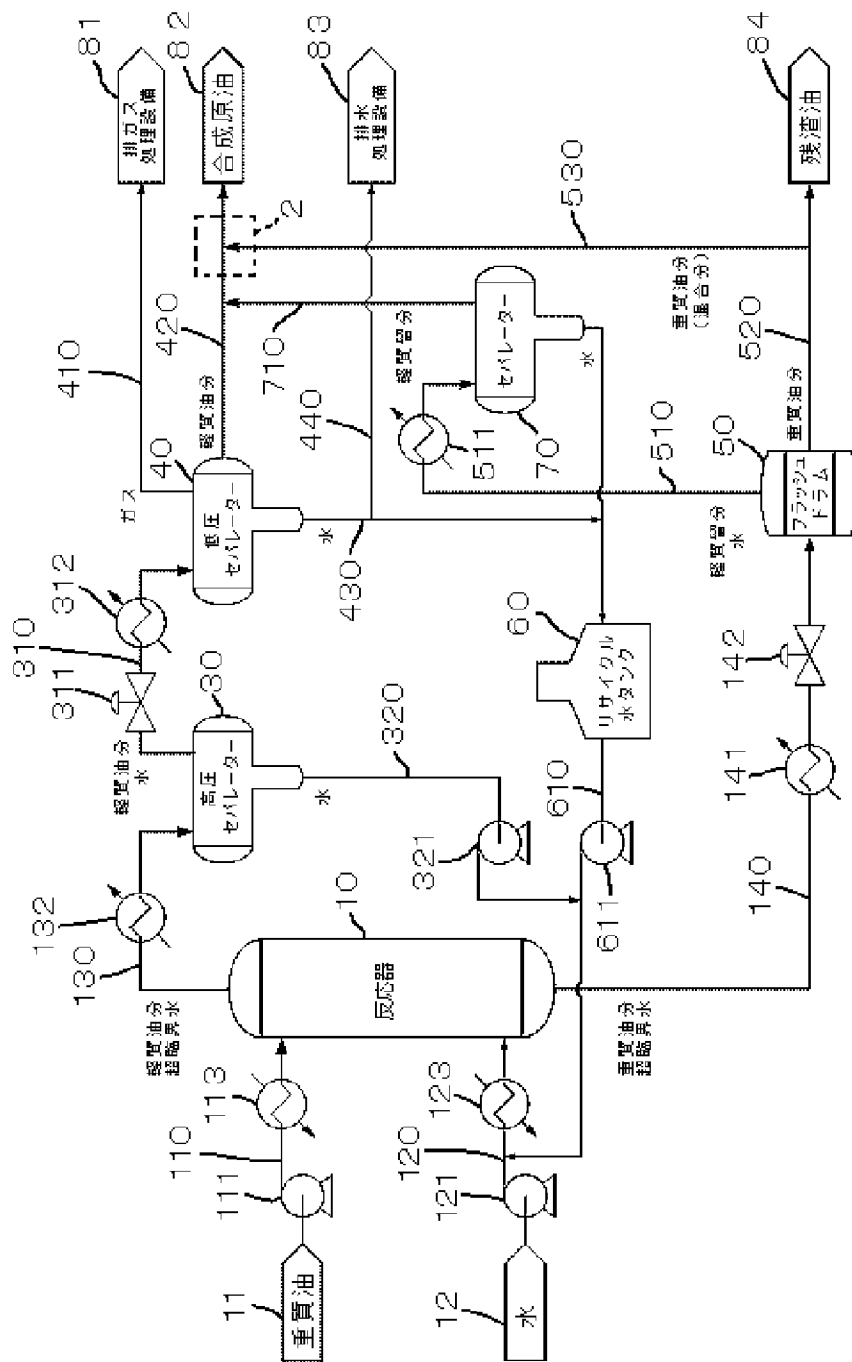 11
重質油
111
110
113
12
水
121
120
123
10
反応器
軽質油分
超臨界水
130
132
高圧
セパレーター
30
軽質油分
水
311
310
312
水
320
321
低圧
セパレーター
40
ガス
410
軽質油分
420
水
430
440
2
排ガス
処理設備
81
合成原油
82
排水
処理設備
83
軽質留分
710
セパレーター
70
水
511
510
リサイクル
水タンク
60
610
611
重質油分
超臨界水
140
141
142
軽質留分
水
フラッシュ
ドラム
50
重質油分
520
重質油分
(混合分)
530
残渣油
84